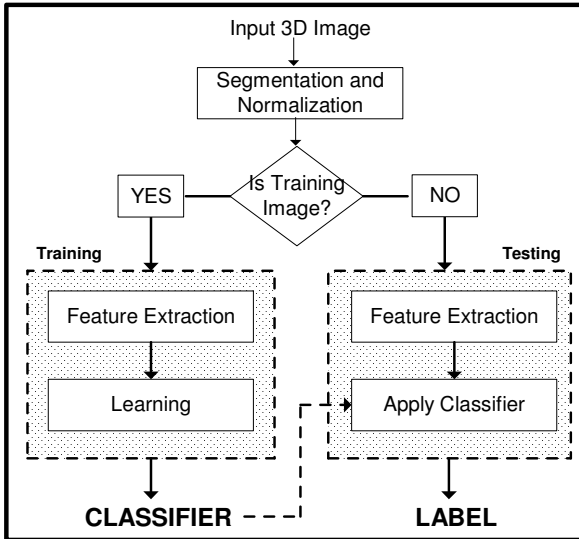 Input 3D Image
Segmentation and
Normalization
Is Training
Image?
YES
NO
Training
Testing
Feature Extraction
Feature Extraction
Learning
Apply Classifier
CLASSIFIER
LABEL